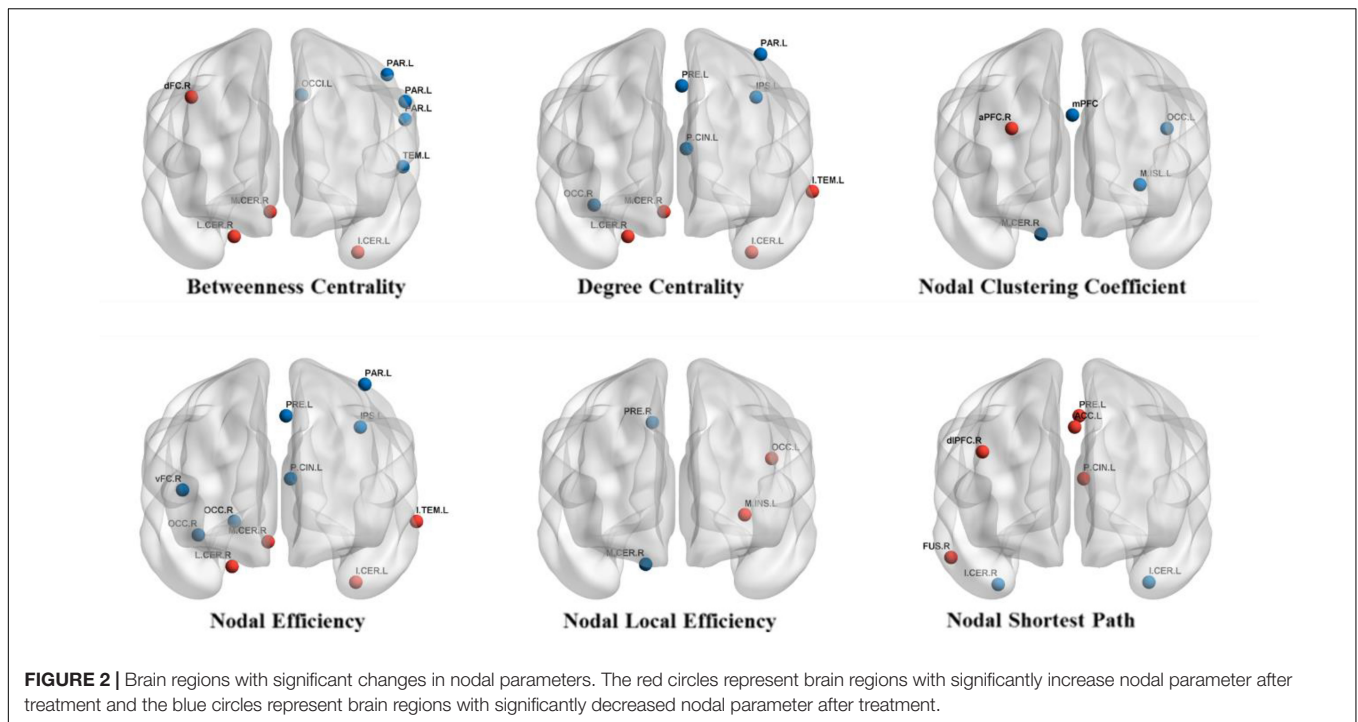 dFC.R
OCCI.L
PAR.L
PAR.L
PAR.L
TEM.L
M.CER.R
L.CER.R
I.CER.L
Betweenness Centrality
PAR.L
PRE.L
IPS.L
P.CIN.L
I.TEM.L
OCC.R
M.CER.R
L.CER.R
I.CER.L
Degree Centrality
mPFC
aPFC.R
OCC.L
M.ISL.L
M.CER.R
Nodal Clustering Coefficient
PAR.L
PRE.L
IPS.L
P.CIN.L
vFC.R
OCC.R
I.TEM.L
OCC.R
M.CER.R
L.CER.R
I.CER.L
Nodal Efficiency
PRE.R
OCC.L
M.INS.L
M.CER.R
Nodal Local Efficiency
PRE.L
ACC.L
dlPFC.R
P.CIN.L
FUS.R
I.CER.R
I.CER.L
Nodal Shortest Path
FIGURE 2 | Brain regions with significant changes in nodal parameters. The red circles represent brain regions with significantly increase nodal parameter after
treatment and the blue circles represent brain regions with significantly decreased nodal parameter after treatment.